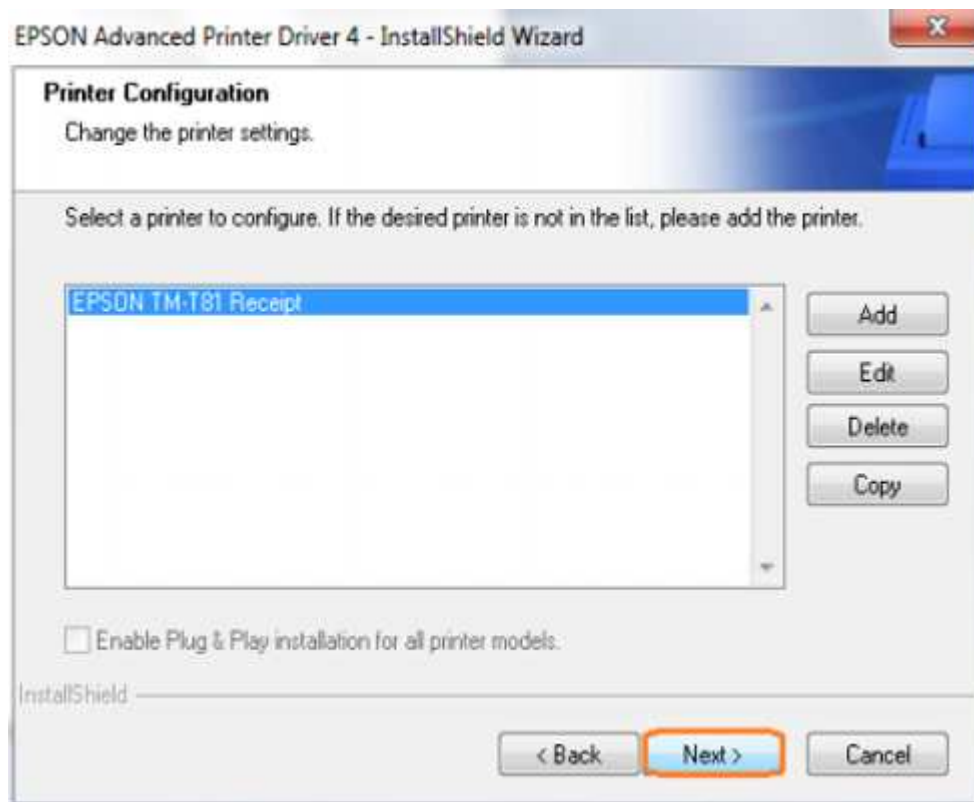 EPSON Advanced Printer Driver 4 - InstallShield Wizard
Printer Configuration
Change the printer settings.
Select a printer to configure. If the desired printer is not in the list, please add the printer.
EPSON TM-T81 Receipt
Add
Edit
Delete
Copy
Enable Plug & Play installation for all printer models.
InstallShield
< Back
Next >
Cancel